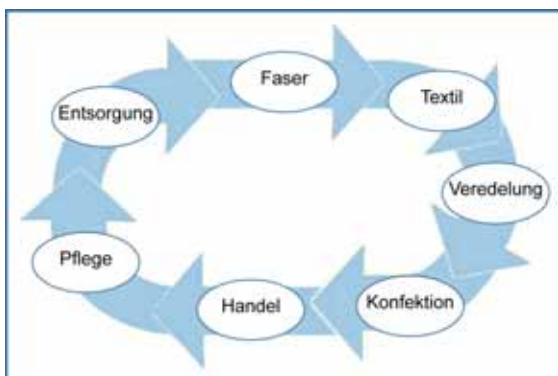 Faser
Textil
Veredelung
Konfektion
Handel
Pflege
Entsorgung